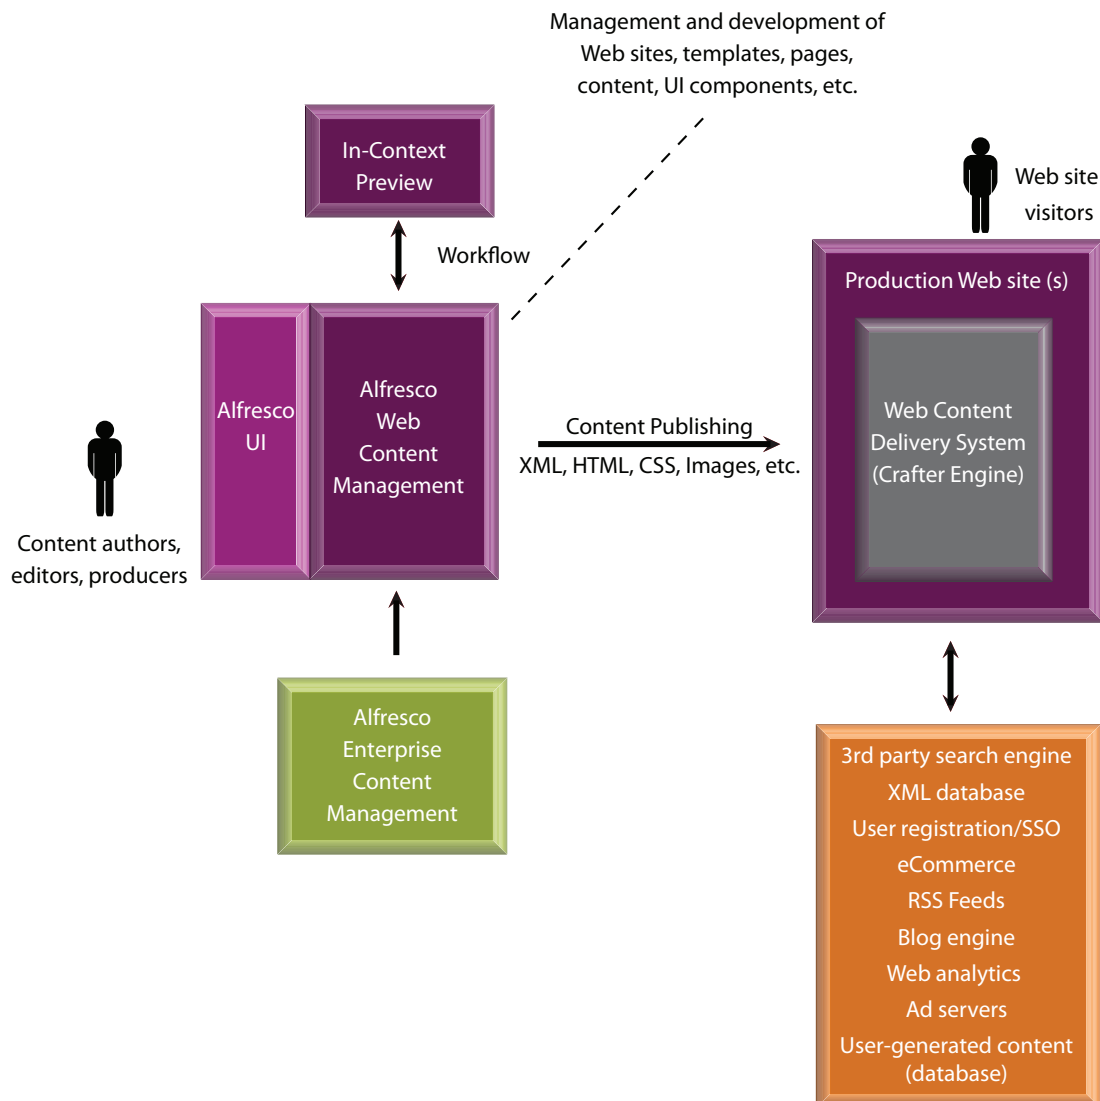 Management and development of
Web sites, templates, pages,
content, UI components, etc.
In-Context
Preview
Workflow
Web site
visitors
Production Web site (s)
Alfresco
UI
Alfresco
Web
Content
Management
Content Publishing
XML, HTML, CSS, Images, etc.
Web Content
Delivery System
(Crafter Engine)
Content authors,
editors, producers
Alfresco
Enterprise
Content
Management
3rd party search engine
XML database
User registration/SSO
eCommerce
RSS Feeds
Blog engine
Web analytics
Ad servers
User-generated content
(database)